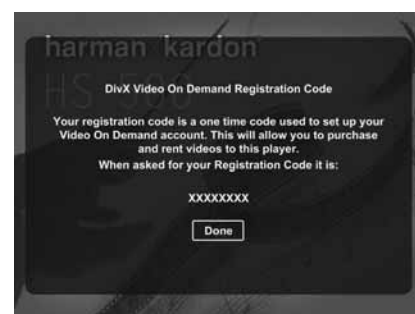 harman kardon
HS 500
DivX Video On Demand Registration Code
Your registration code is a one time code used to set up your
Video On Demand account. This will allow you to purchase
and rent videos to this player.
When asked for your Registration Code it is:
XXXXXXXX
Done